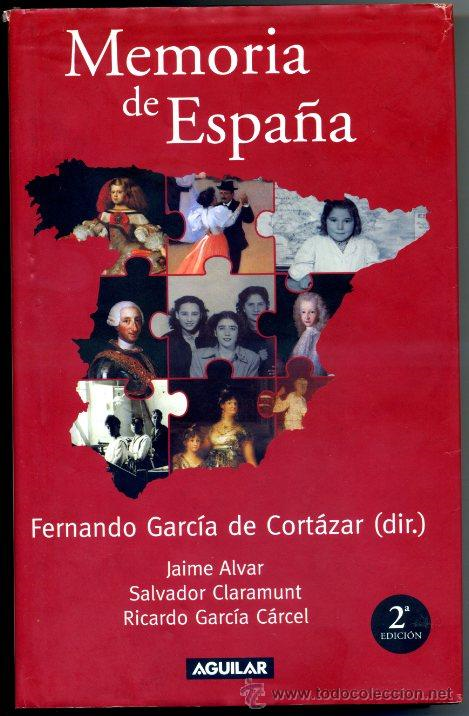 Memoria
de España
Fernando García de Cortázar (dir.)
Jaime Alvar
Salvador Claramunt
Ricardo García Cárcel
2ª
EDICIÓN
AGUILAR
www.todocoleccion.net